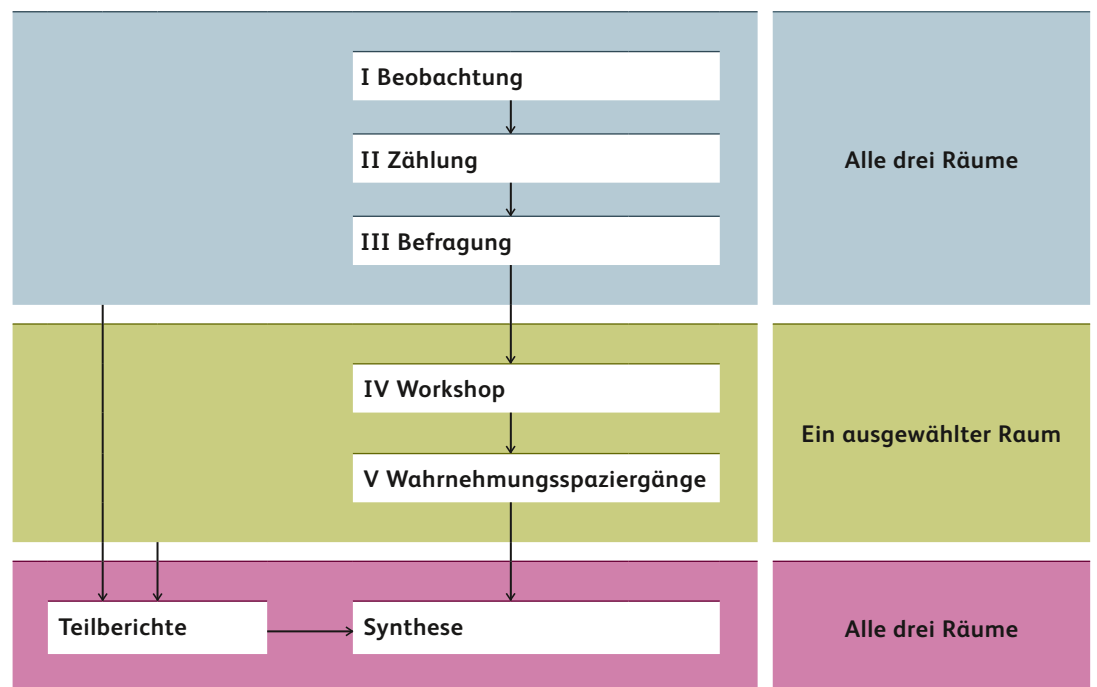 I Beobachtung
II Zählung
Alle drei Räume
III Befragung
IV Workshop
Ein ausgewählter Raum
V Wahrnehmungsspaziergänge
Teilberichte
Synthese
Alle drei Räume